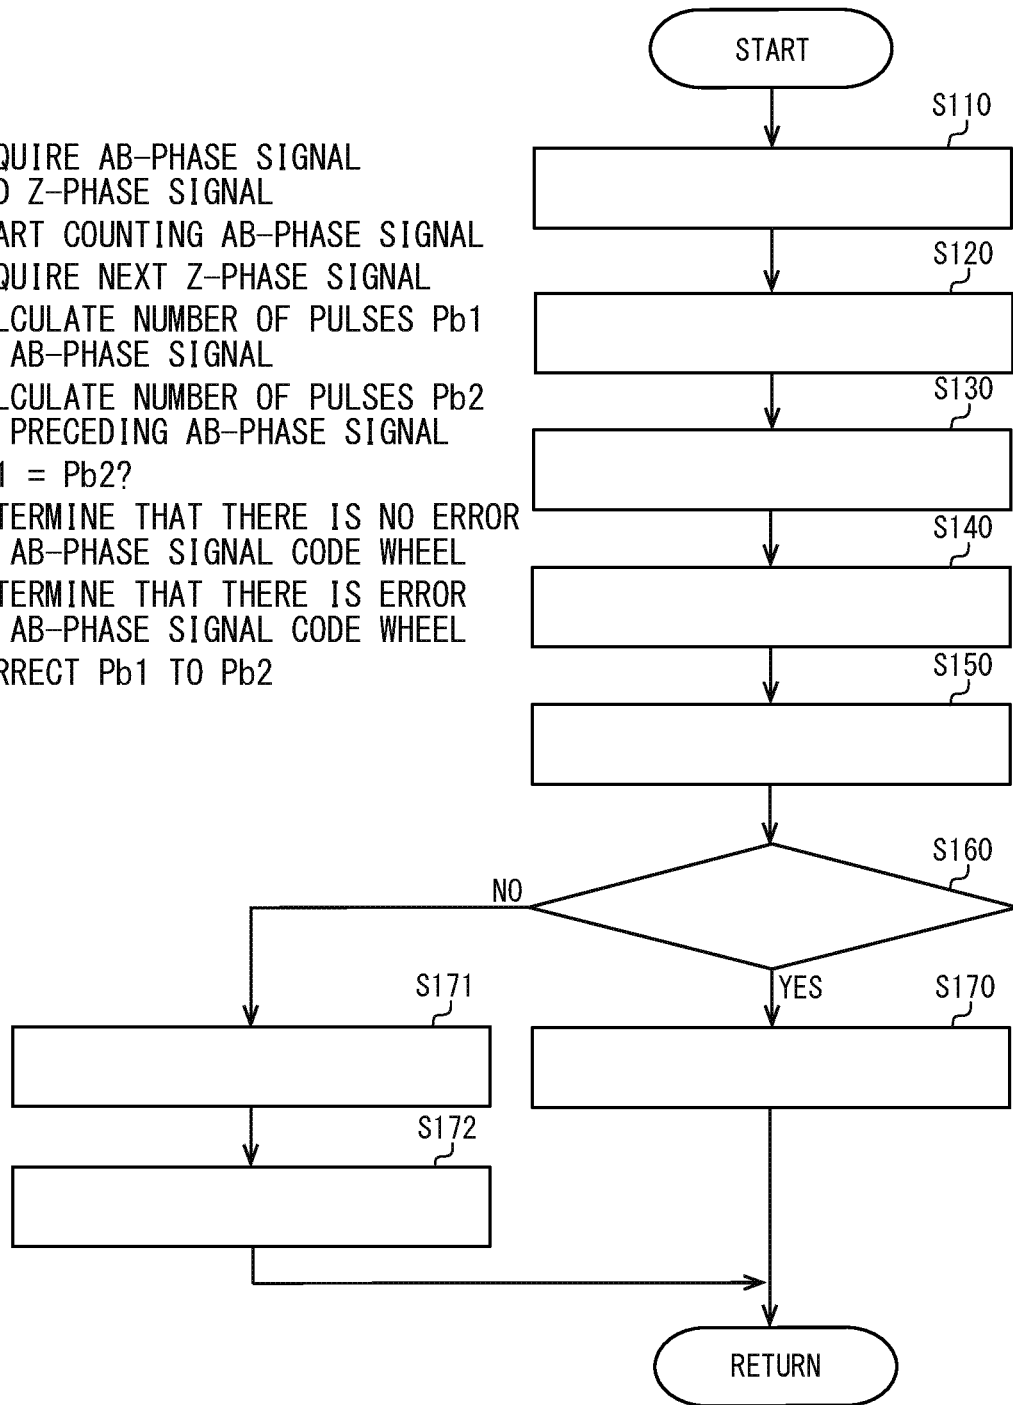 START
S110
QUIRE AB-PHASE SIGNAL
D Z-PHASE SIGNAL
ART COUNTING AB-PHASE SIGNAL
QUIRE NEXT Z-PHASE SIGNAL
LCULATE NUMBER OF PULSES Pb1
AB-PHASE SIGNAL
LCULATE NUMBER OF PULSES Pb2
PRECEDING AB-PHASE SIGNAL
1 = Pb2?
TERMINE THAT THERE IS NO ERROR
AB-PHASE SIGNAL CODE WHEEL
TERMINE THAT THERE IS ERROR
AB-PHASE SIGNAL CODE WHEEL
RRECT Pb1 TO Pb2
S120
S130
S140
S150
S160
NO
YES
S171
S170
S172
RETURN